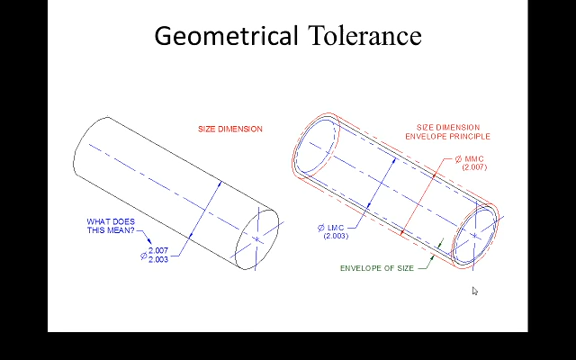 Geometrical Tolerance
SIZE DIMENSION
WHAT DOES
THIS MEAN?
Ø 2.007
2.003
SIZE DIMENSION
ENVELOPE PRINCIPLE
Ø MMC
(2.007)
Ø LMC
(2.003)
ENVELOPE OF SIZE